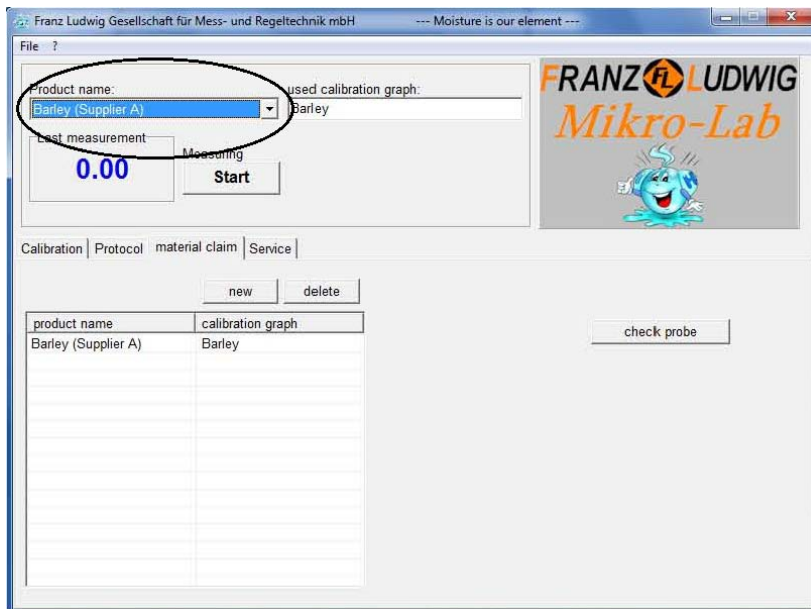 Franz Ludwig Gesellschaft für Mess- und Regeltechnik mbH --- Moisture is our element ---
File ?
Product name: used calibration graph:
Barley (Supplier A) Barley
Last measurement
0.00
Measuring
Start
FRANZ FL LUDWIG
Mikro-Lab
H
Calibration Protocol material claim Service
new delete
product name calibration graph
Barley (Supplier A) Barley
check probe